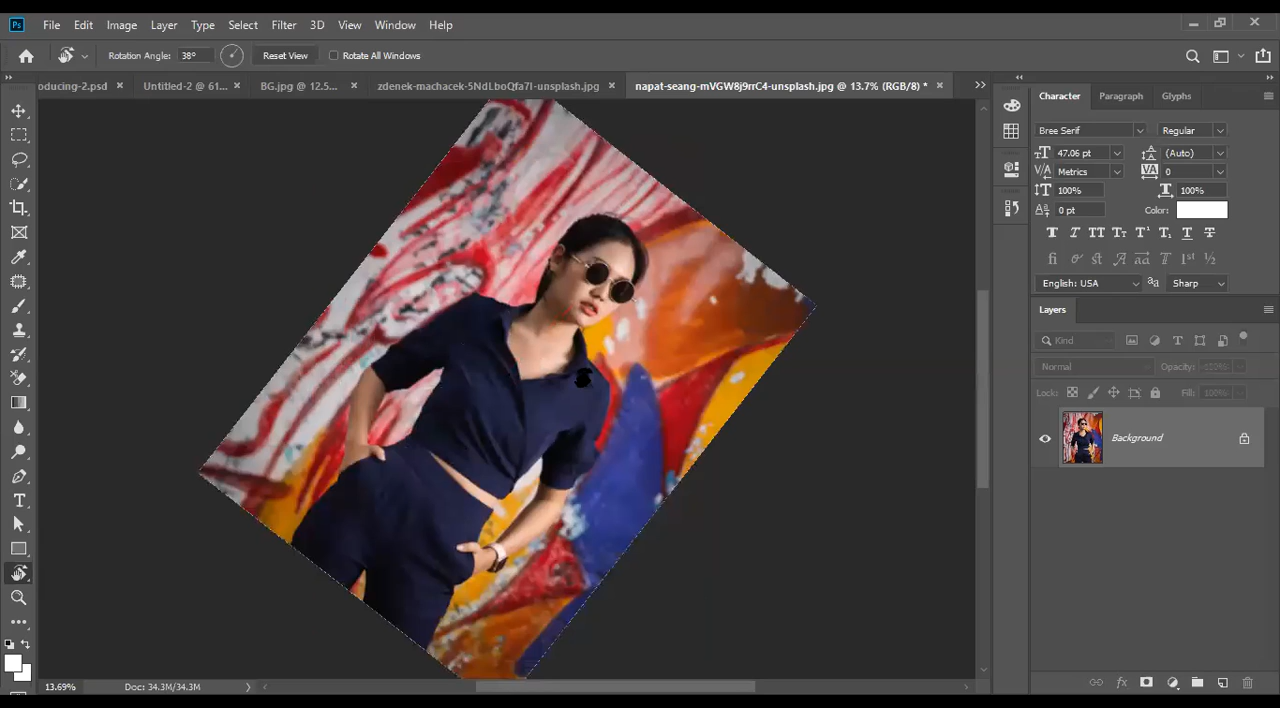 Ps File Edit Image Layer Type Select Filter 3D View Window Help
Rotation Angle: 38° Reset View Rotate All Windows
oducing-2.psd × Untitled-2 @ 61... × BG.jpg @ 12.5... × zdenek-machacek-5NdLboQfa7I-unsplash.jpg × napat-seang-mVGW8j9rrC4-unsplash.jpg @ 13.7% (RGB/8) * ×
Character Paragraph Glyphs
Bree Serif Regular
47.06 pt (Auto)
Metrics 0
100% 100%
0 pt Color:
English: USA Sharp
Layers
Kind
Normal Opacity: 100%
Lock: Fill: 100%
Background
13.69% Doc: 34.3M/34.3M